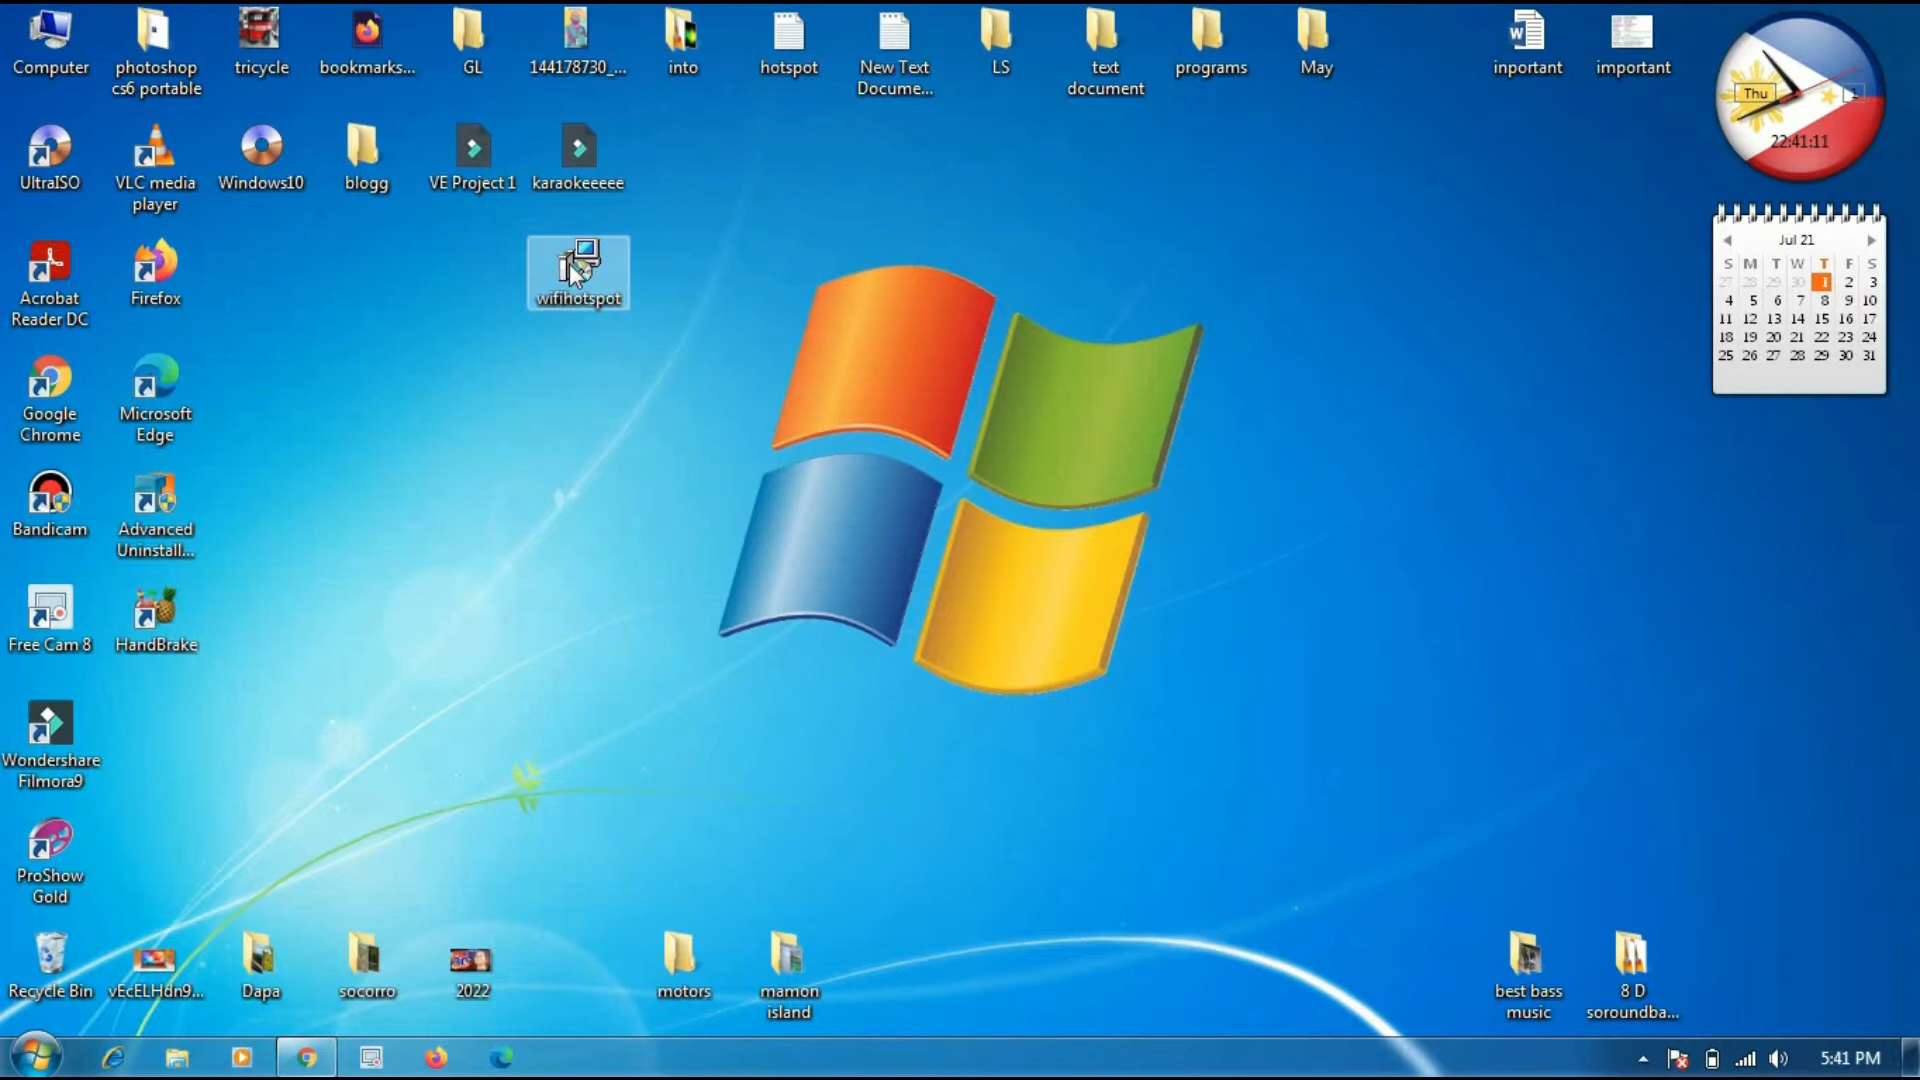 Computer
photoshop
cs6 portable
tricycle
bookmarks...
GL
144178730_...
into
hotspot
New Text
Docume...
LS
text
document
programs
May
inportant
important
Thu
1
22:41:11
UltraISO
VLC media
player
Windows10
blogg
VE Project 1
karaokeeeee
Jul 21
S M T W T F S
27 28 29 30 1 2 3
4 5 6 7 8 9 10
11 12 13 14 15 16 17
18 19 20 21 22 23 24
25 26 27 28 29 30 31
Acrobat
Reader DC
Firefox
wifihotspot
Google
Chrome
Microsoft
Edge
Bandicam
Advanced
Uninstall...
Free Cam 8
HandBrake
Wondershare
Filmora9
ProShow
Gold
Recycle Bin
vEcELHdn9...
Dapa
socorro
2022
motors
mamon
island
best bass
music
8 D
soroundba...
5:41 PM